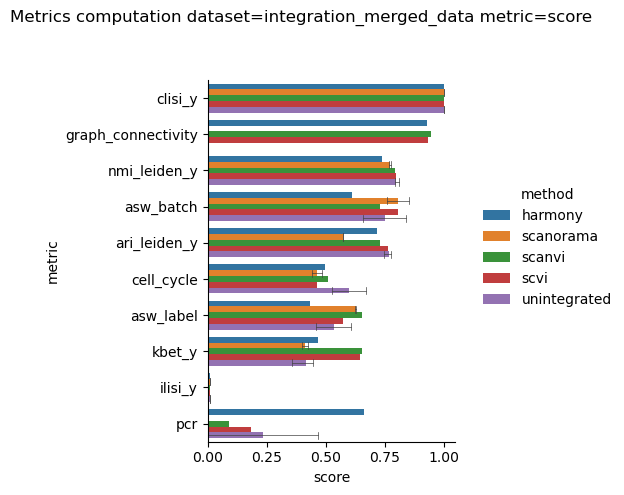 Metrics computation dataset=integration_merged_data metric=score
clisi_y
graph_connectivity
nmi_leiden_y
asw_batch
ari_leiden_y
cell_cycle
asw_label
kbet_y
ilisi_y
pcr
metric
0.00 0.25 0.50 0.75 1.00
score
method
harmony
scanorama
scanvi
scvi
unintegrated